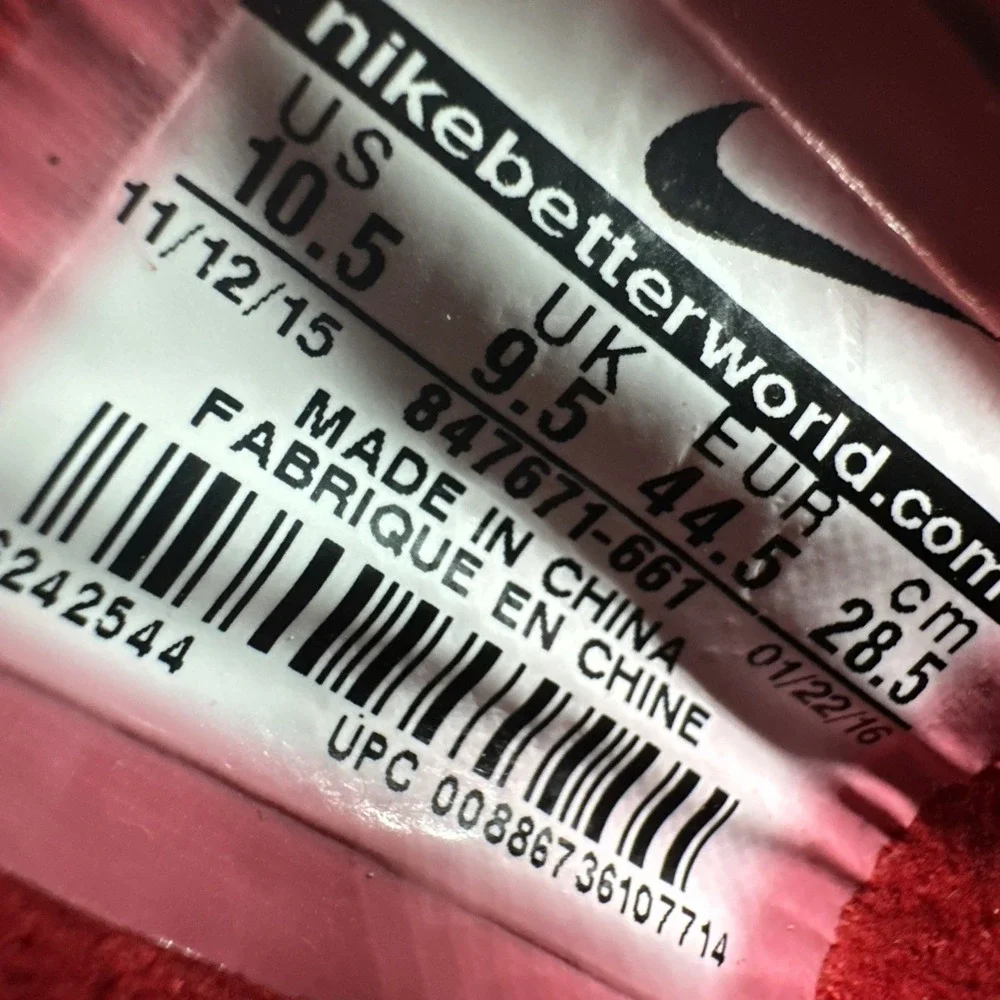 nikebetterworld.com
US UK EUR cm
10.5 9.5 44.5 28.5
11/12/15 847671-661 01/22/16
MADE IN CHINA
FABRIQUE EN CHINE
242544
UPC 00886736107714